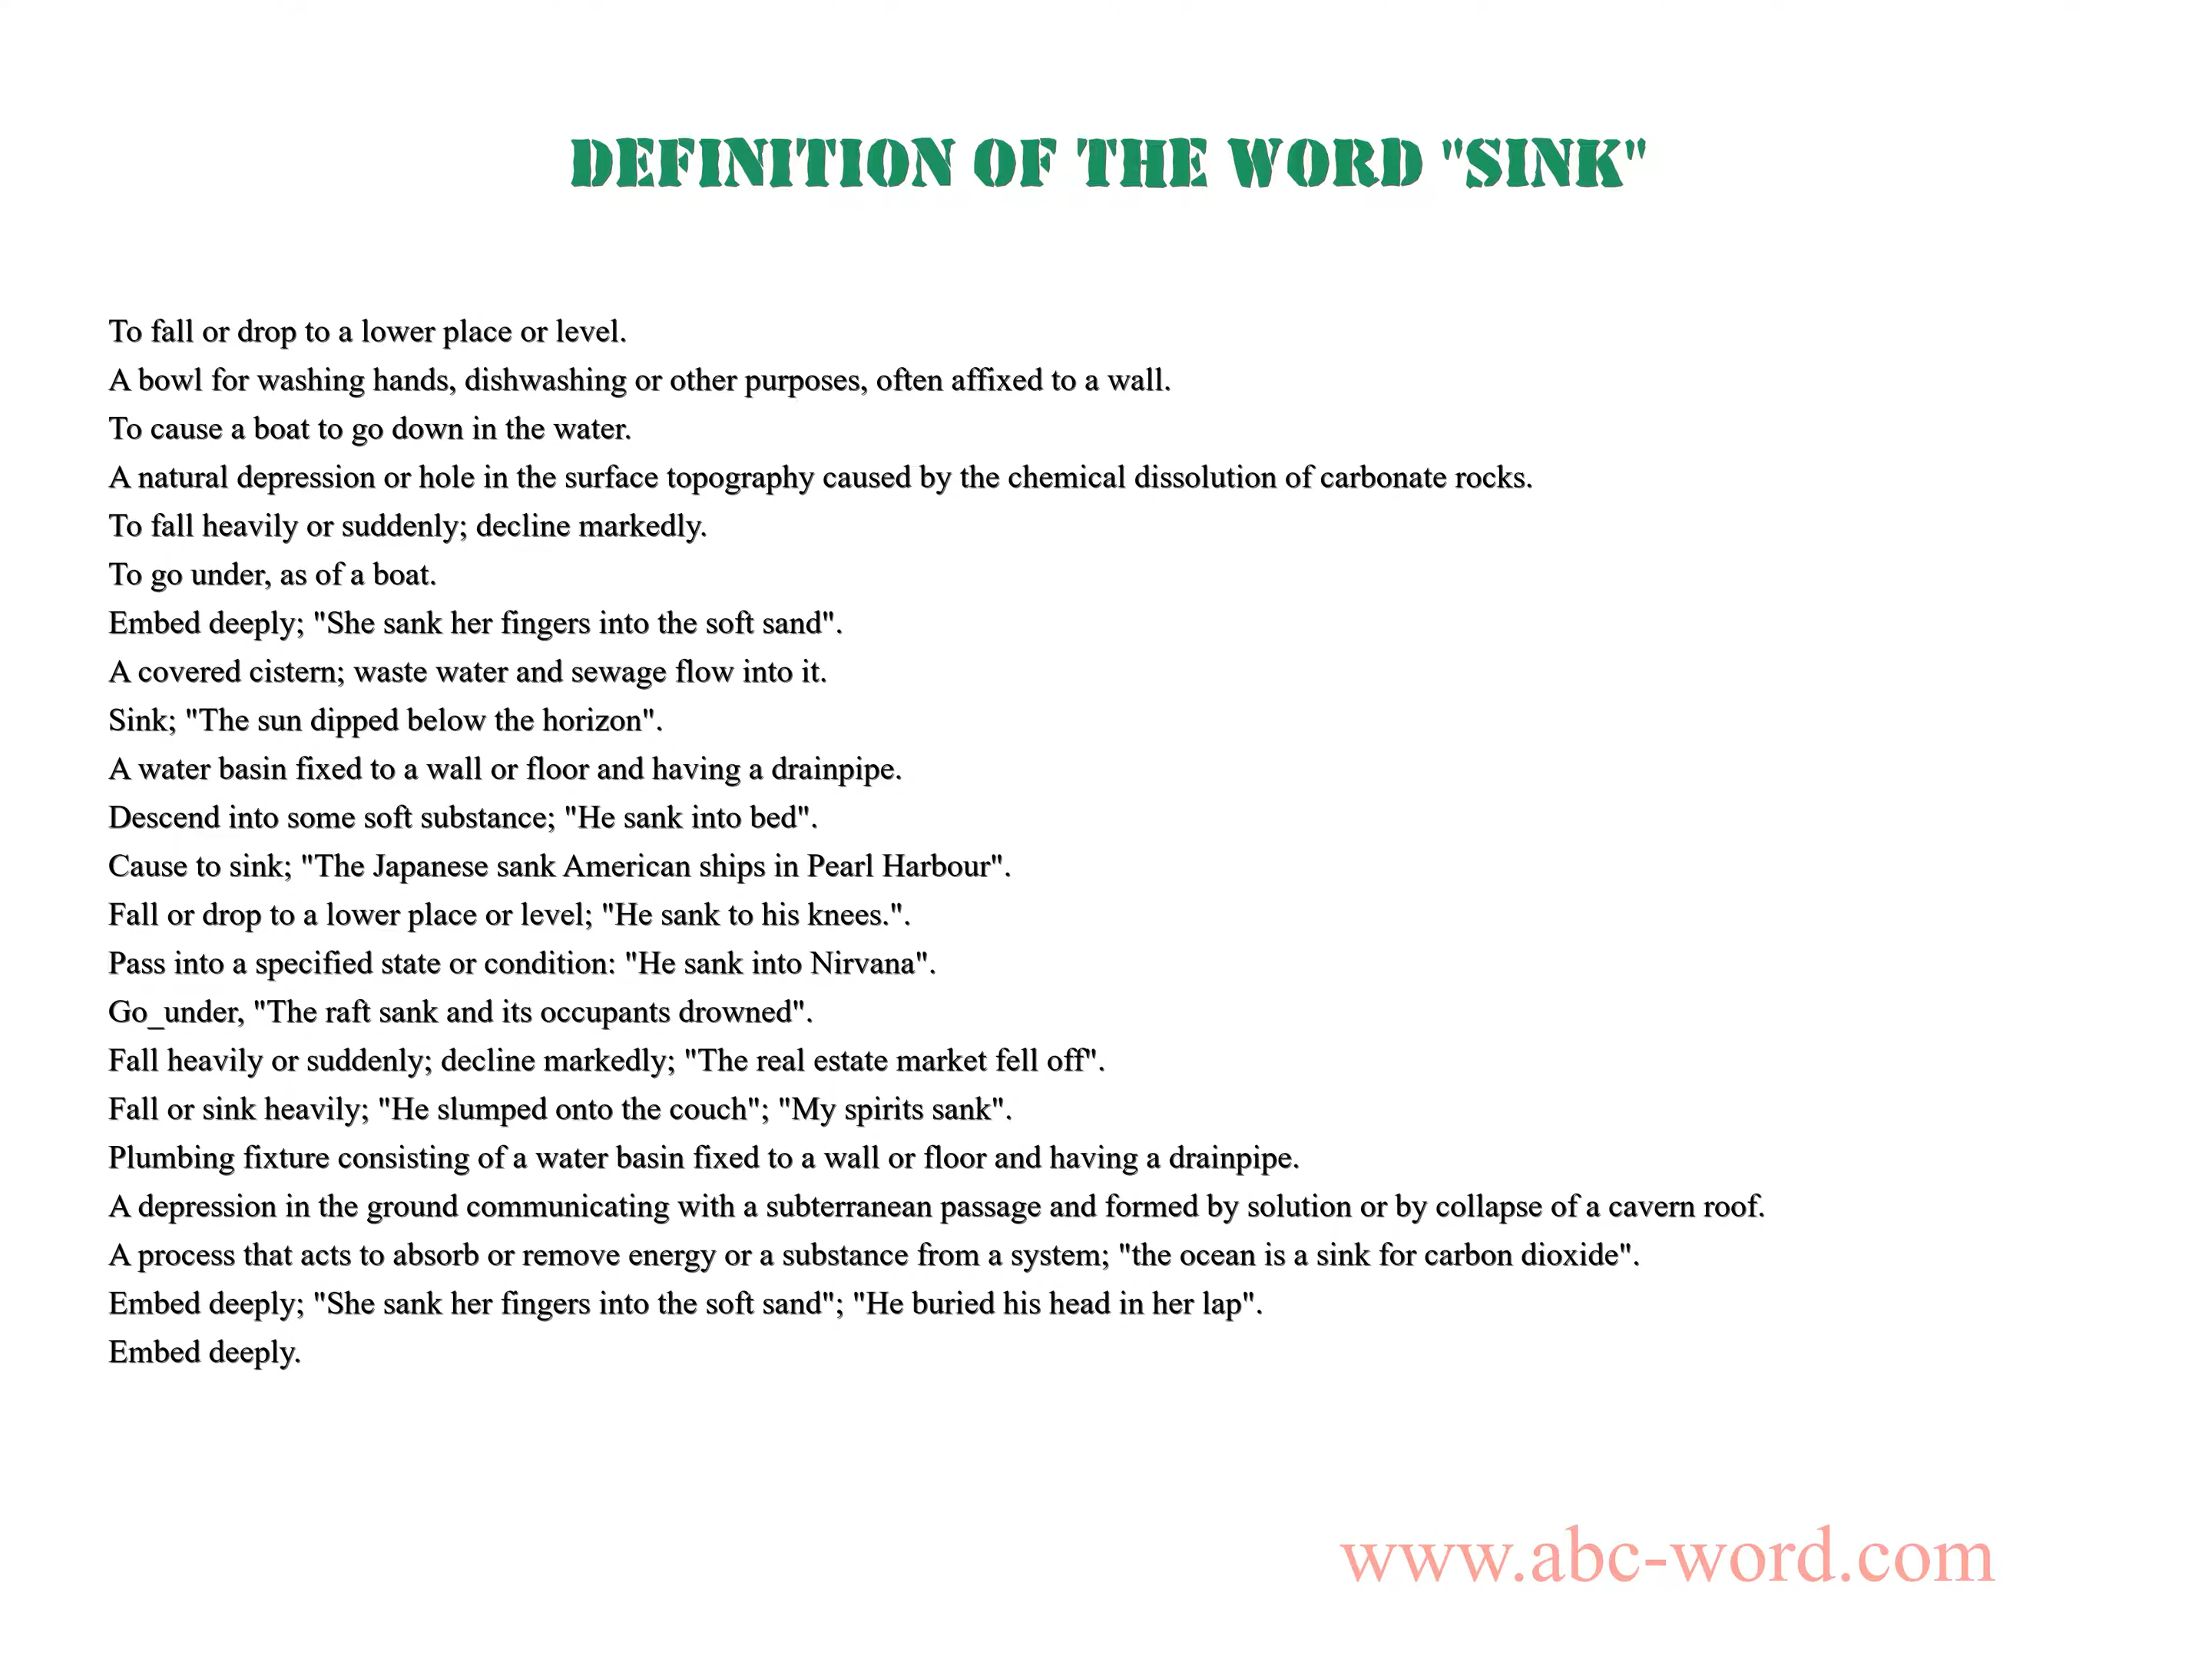 DEFINITION OF THE WORD "SINK"
To fall or drop to a lower place or level.
A bowl for washing hands, dishwashing or other purposes, often affixed to a wall.
To cause a boat to go down in the water.
A natural depression or hole in the surface topography caused by the chemical dissolution of carbonate rocks.
To fall heavily or suddenly; decline markedly.
To go under, as of a boat.
Embed deeply; "She sank her fingers into the soft sand".
A covered cistern; waste water and sewage flow into it.
Sink; "The sun dipped below the horizon".
A water basin fixed to a wall or floor and having a drainpipe.
Descend into some soft substance; "He sank into bed".
Cause to sink; "The Japanese sank American ships in Pearl Harbour".
Fall or drop to a lower place or level; "He sank to his knees.".
Pass into a specified state or condition: "He sank into Nirvana".
Go_under, "The raft sank and its occupants drowned".
Fall heavily or suddenly; decline markedly; "The real estate market fell off".
Fall or sink heavily; "He slumped onto the couch"; "My spirits sank".
Plumbing fixture consisting of a water basin fixed to a wall or floor and having a drainpipe.
A depression in the ground communicating with a subterranean passage and formed by solution or by collapse of a cavern roof.
A process that acts to absorb or remove energy or a substance from a system; "the ocean is a sink for carbon dioxide".
Embed deeply; "She sank her fingers into the soft sand"; "He buried his head in her lap".
Embed deeply.
www.abc-word.com